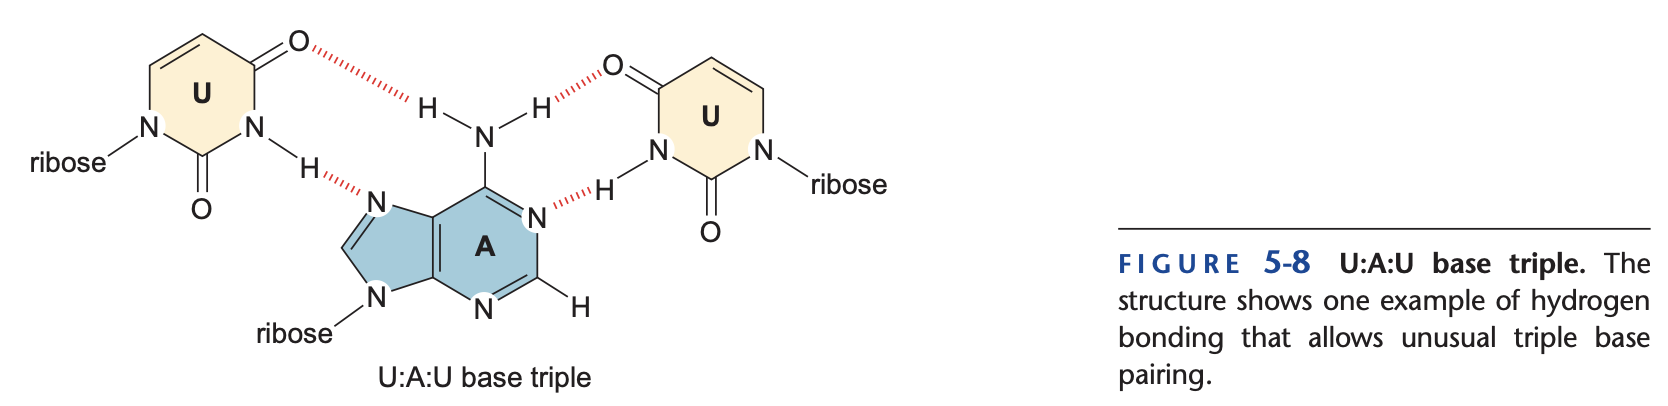 O
U
H
H
O
U
N
N
N
H
N
N
ribose
H
ribose
O
N
N
O
A
N
N
H
ribose
U:A:U base triple
FIGURE 5-8 U:A:U base triple. The
structure shows one example of hydrogen
bonding that allows unusual triple base
pairing.